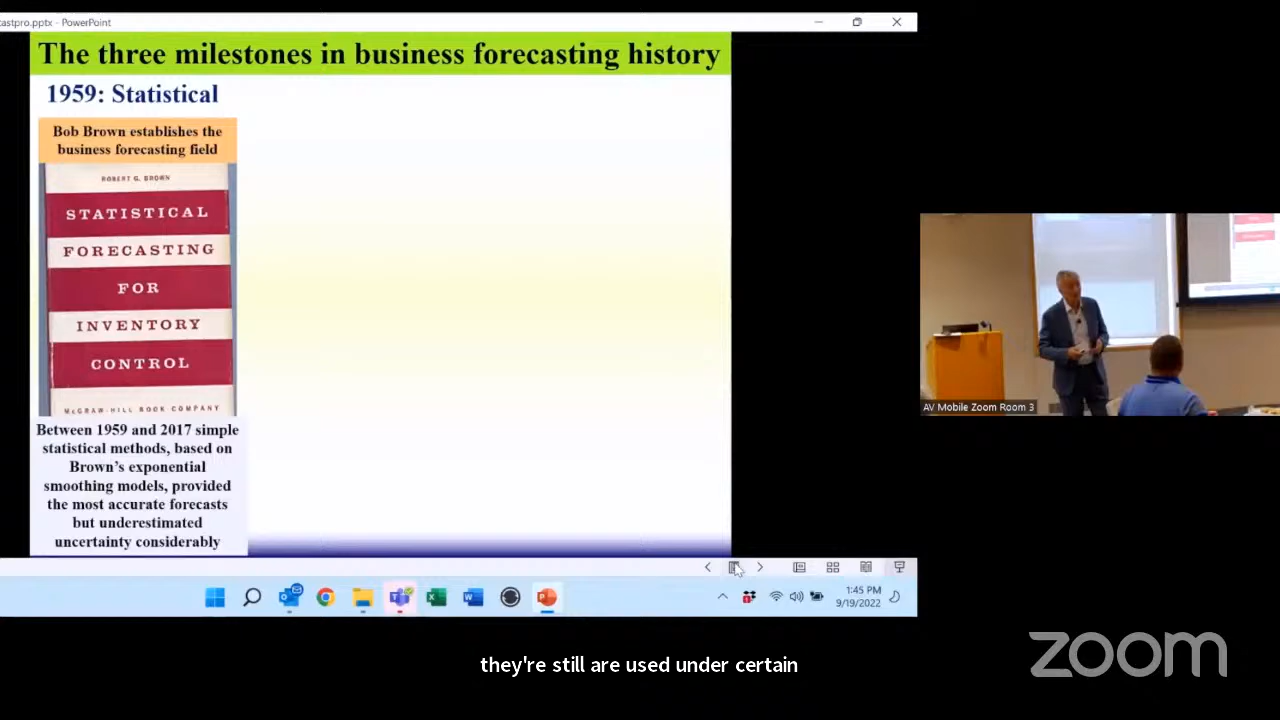 astpro.pptx - PowerPoint
The three milestones in business forecasting history
1959: Statistical
Bob Brown establishes the
business forecasting field
ROBERT G. BROWN
STATISTICAL
FORECASTING
FOR
INVENTORY
CONTROL
McGRAW-HILL BOOK COMPANY
Between 1959 and 2017 simple
statistical methods, based on
Brown's exponential
smoothing models, provided
the most accurate forecasts
but underestimated
uncertainty considerably
1:45 PM
9/19/2022
AV Mobile Zoom Room 3
they're still are used under certain
zoom